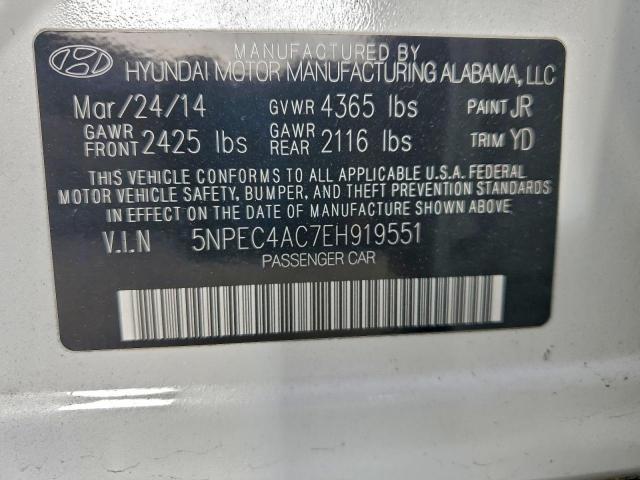 MANUFACTURED BY
HYUNDAI MOTOR MANUFACTURING ALABAMA, LLC
Mar/24/14 GVWR 4365 lbs PAINT JR
GAWR FRONT 2425 lbs GAWR REAR 2116 lbs TRIM YD
THIS VEHICLE CONFORMS TO ALL APPLICABLE U.S.A. FEDERAL
MOTOR VEHICLE SAFETY, BUMPER, AND THEFT PREVENTION STANDARDS
IN EFFECT ON THE DATE OF MANUFACTURE SHOWN ABOVE
V.I.N 5NPEC4AC7EH919551
PASSENGER CAR